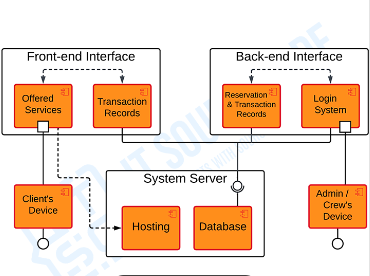 Front-end Interface
Back-end Interface
Offered
Services
Transaction
Records
Reservation
& Transaction
Records
Login
System
System Server
Client's
Device
Hosting
Database
Admin /
Crew's
Device